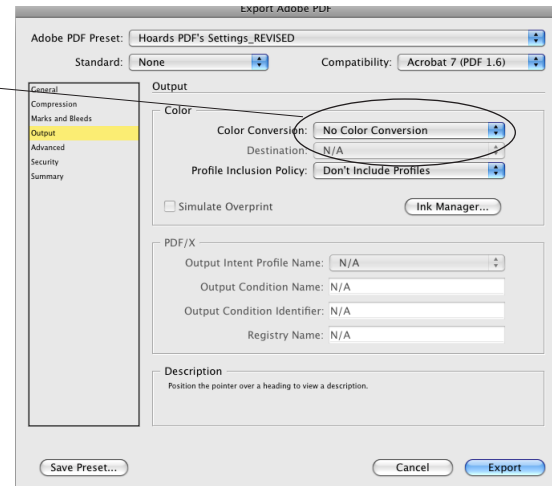 Export Adobe PDF
Adobe PDF Preset: Hoards PDF's Settings_REVISED
Standard: None Compatibility: Acrobat 7 (PDF 1.6)
General
Compression
Marks and Bleeds
Output
Advanced
Security
Summary
Output
Color
Color Conversion: No Color Conversion
Destination: N/A
Profile Inclusion Policy: Don't Include Profiles
Simulate Overprint Ink Manager...
PDF/X
Output Intent Profile Name: N/A
Output Condition Name: N/A
Output Condition Identifier: N/A
Registry Name: N/A
Description
Position the pointer over a heading to view a description.
Save Preset... Cancel Export